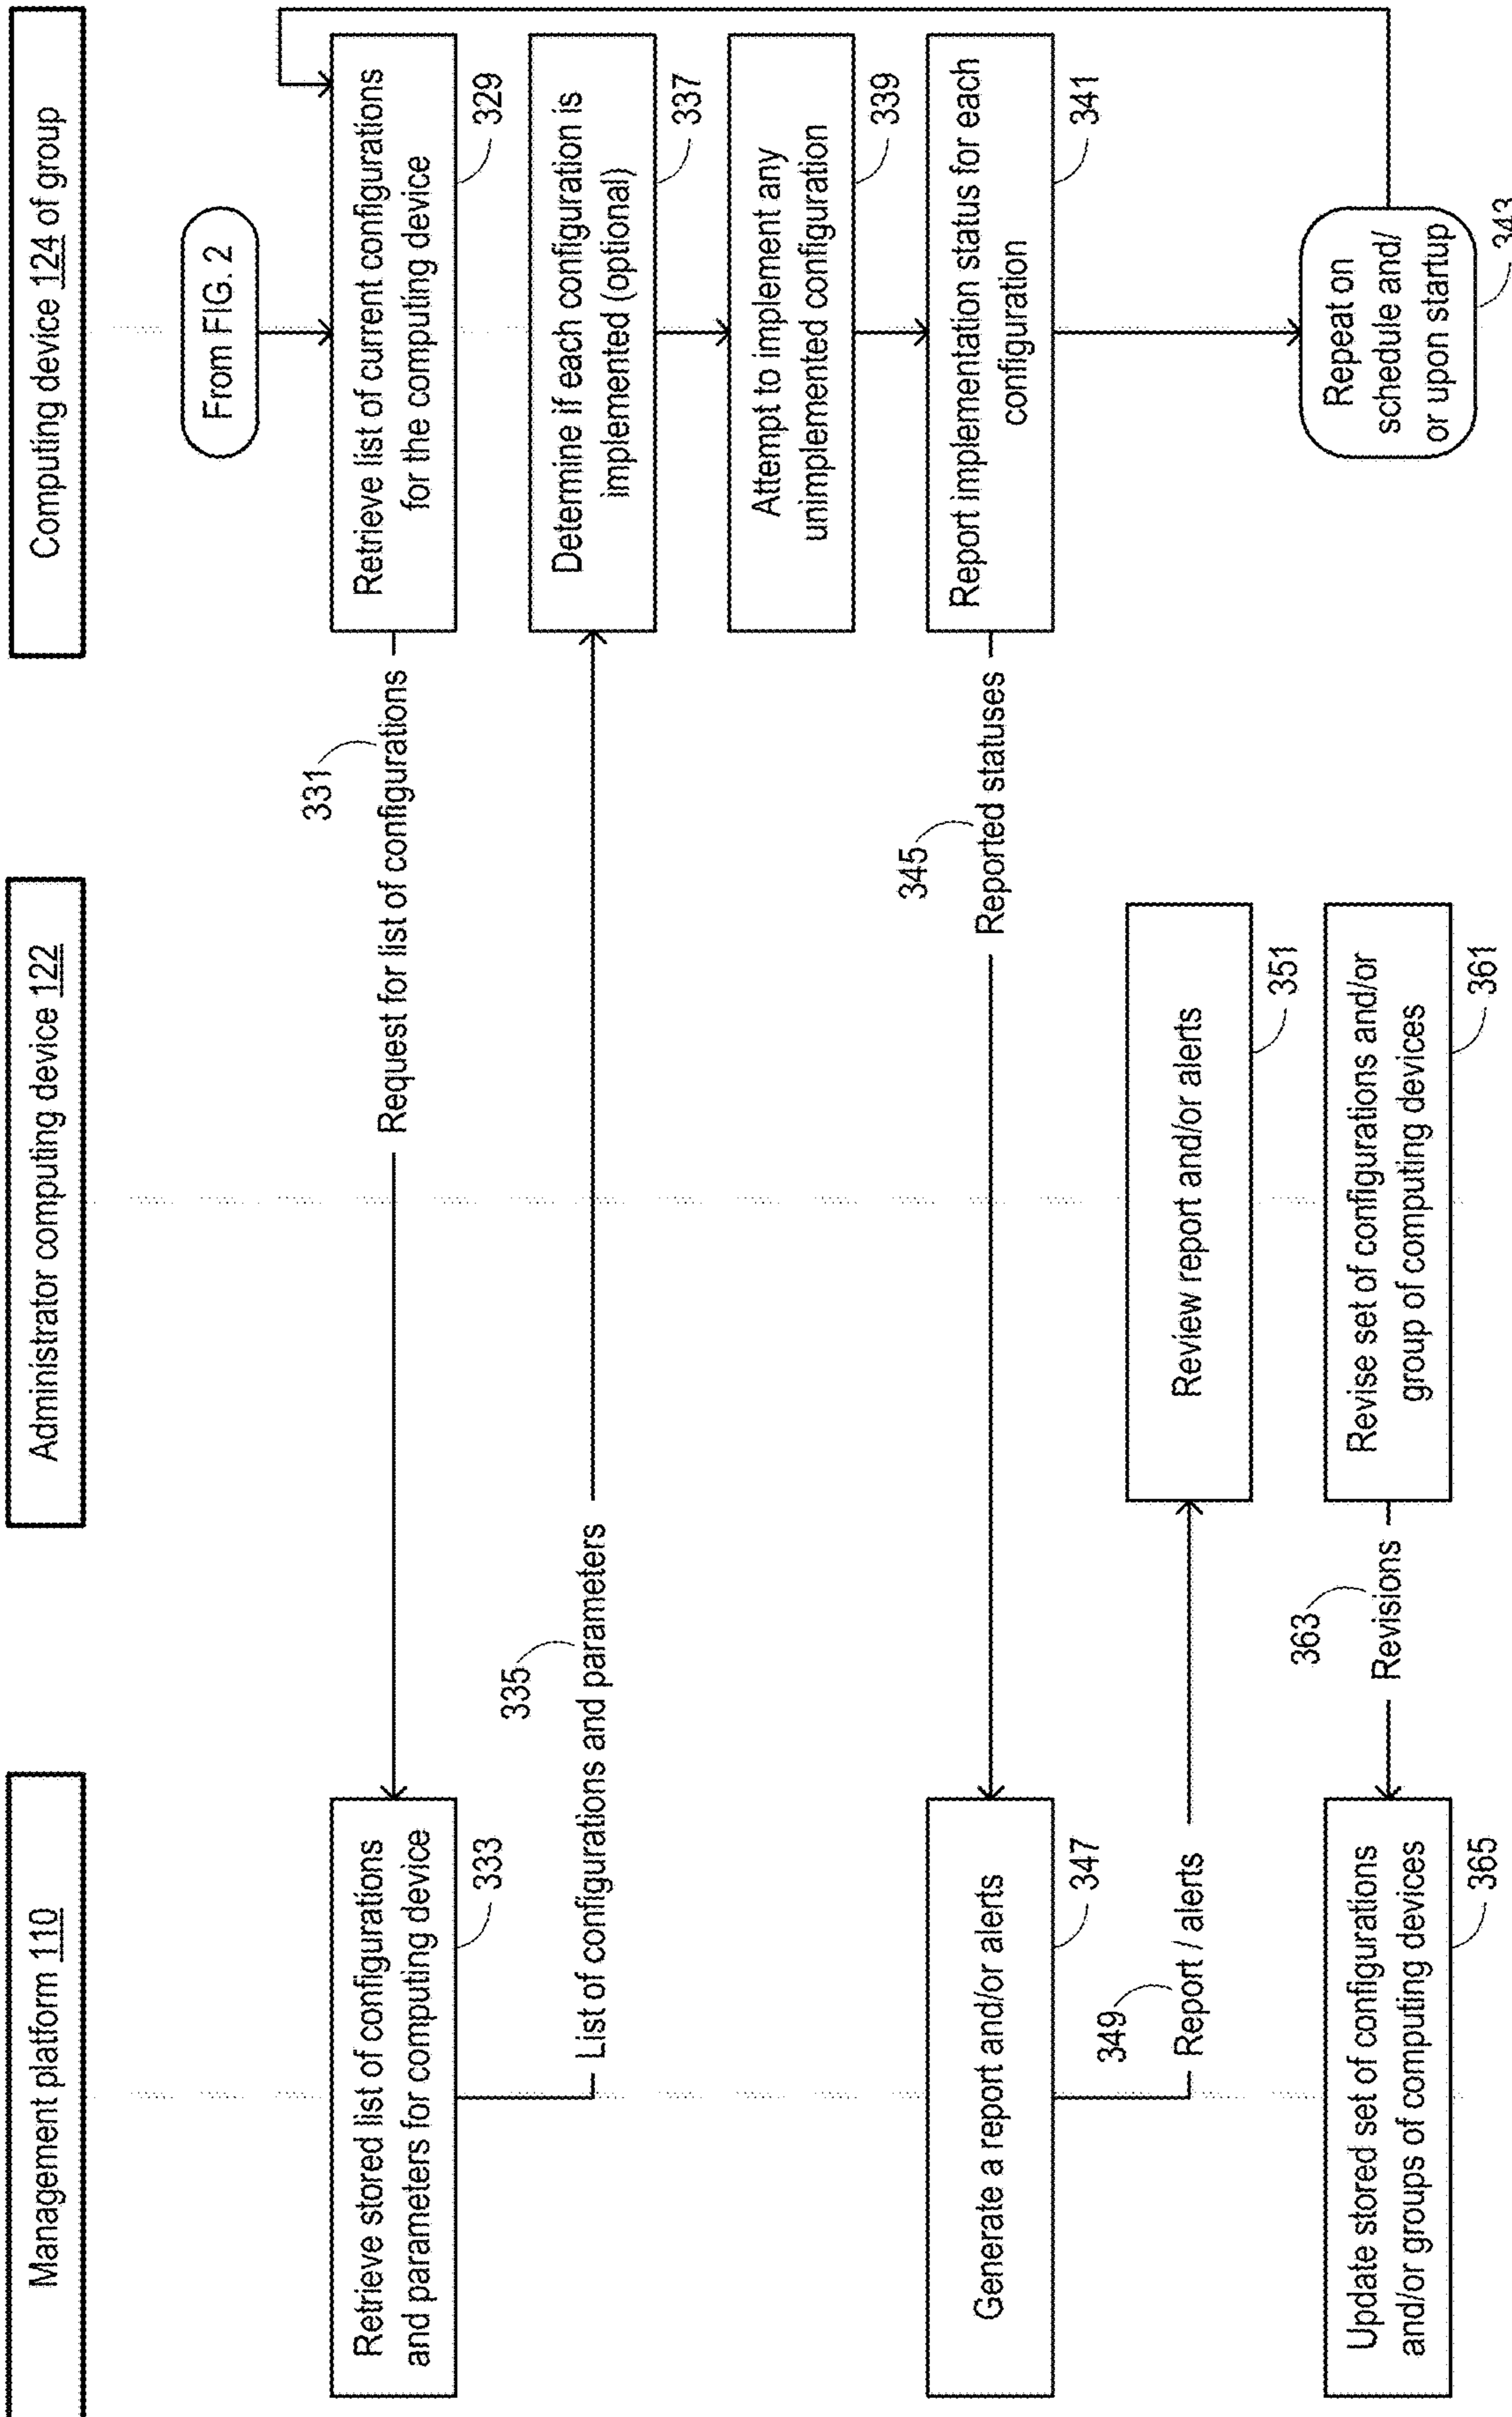 Management platform 110
Administrator computing device 122
Computing device 124 of group
From FIG. 2
Retrieve list of current configurations
for the computing device
329
331
Request for list of configurations
Retrieve stored list of configurations
and parameters for computing device
333
335
List of configurations and parameters
Determine if each configuration is
implemented (optional)
337
Attempt to implement any
unimplemented configuration
339
Report implementation status for each
configuration
341
345
Reported statuses
Generate a report and/or alerts
347
349
Report / alerts
Review report and/or alerts
351
Repeat on
schedule and/
or upon startup
343
Revise set of configurations and/or
group of computing devices
361
363
Revisions
Update stored set of configurations
and/or groups of computing devices
365